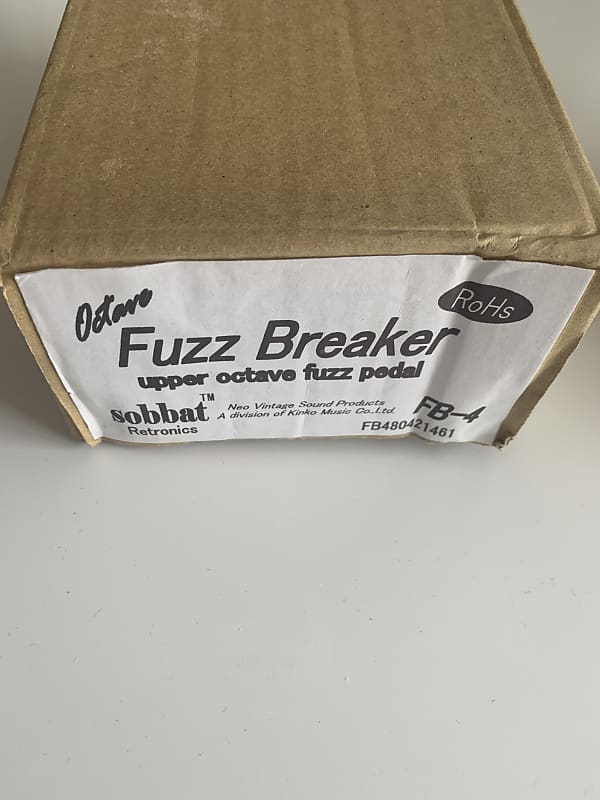 Octave
RoHs
Fuzz Breaker
upper octave fuzz pedal
sobbat™
Neo Vintage Sound Products
A division of Kinko Music Co.,Ltd.
FB-4
Retronics
FB480421461